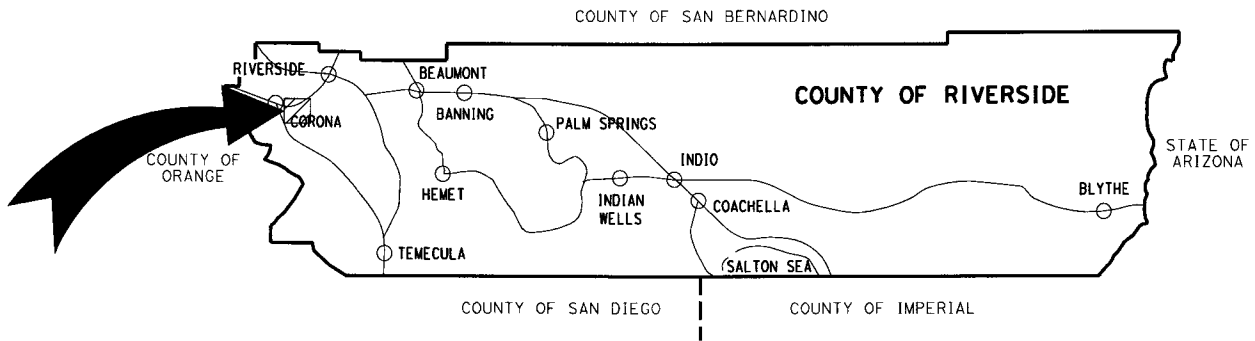 COUNTY OF SAN BERNARDINO
RIVERSIDE
BEAUMONT
COUNTY OF RIVERSIDE
BANNING
CORONA
PALM SPRINGS
COUNTY OF
ORANGE
STATE OF
ARIZONA
INDIO
HEMET
INDIAN
WELLS
BLYTHE
COACHELLA
TEMECULA
SALTON SEA
COUNTY OF SAN DIEGO
COUNTY OF IMPERIAL